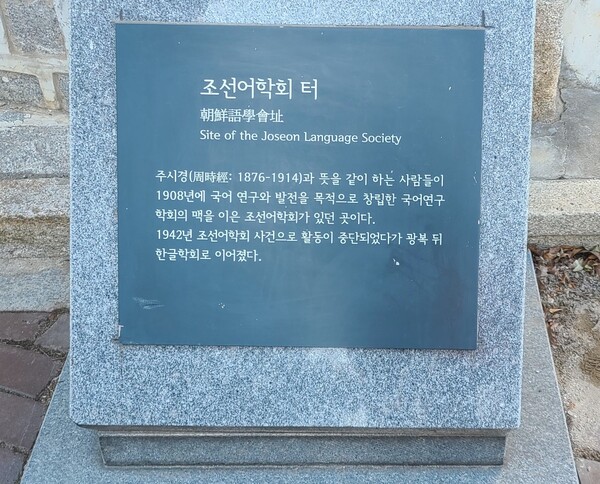 조선어학회 터
朝鮮語學會址
Site of the Joseon Language Society
주시경(周時經: 1876-1914)과 뜻을 같이 하는 사람들이
1908년에 국어 연구와 발전을 목적으로 창립한 국어연구
학회의 맥을 이은 조선어학회가 있던 곳이다.
1942년 조선어학회 사건으로 활동이 중단되었다가 광복 뒤
한글학회로 이어졌다.